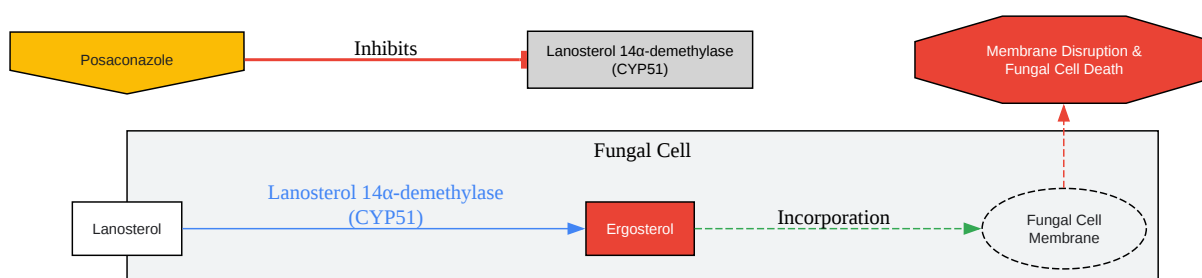 Posaconazole
Inhibits
Lanosterol 14α-demethylase
(CYP51)
Membrane Disruption &
Fungal Cell Death
Fungal Cell
Lanosterol
Lanosterol 14α-demethylase
(CYP51)
Ergosterol
Incorporation
Fungal Cell
Membrane